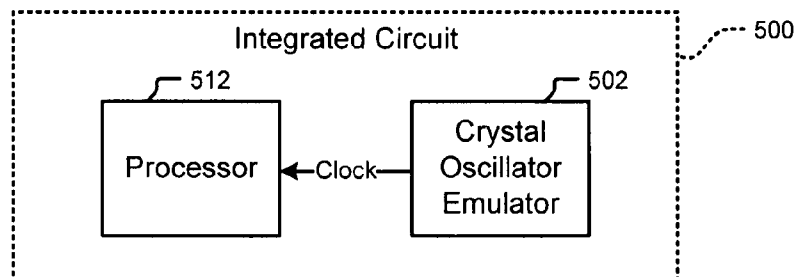 Integrated Circuit
500
512
502
Processor
Clock
Crystal
Oscillator
Emulator